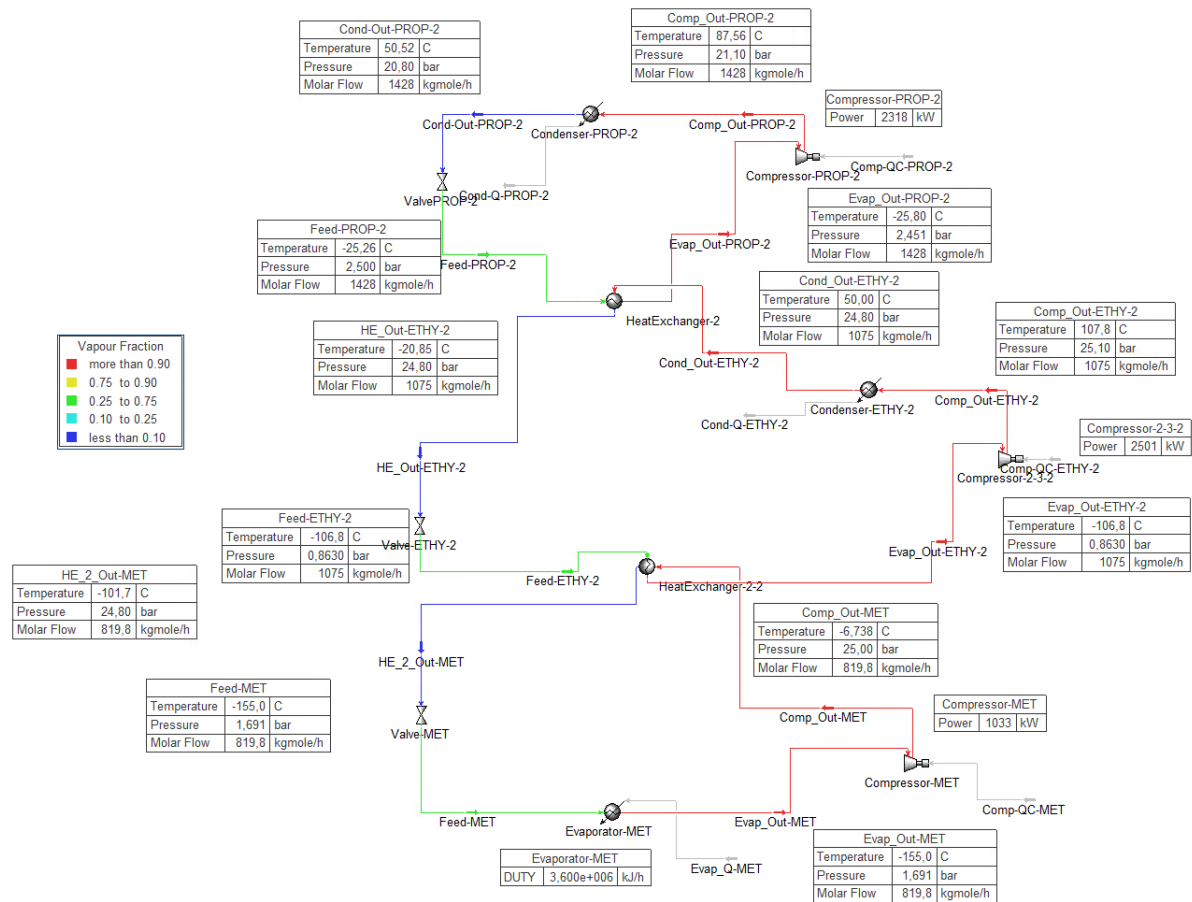 Cond-Out-PROP-2
Temperature 50,52 C
Pressure 20,80 bar
Molar Flow 1428 kgmole/h
Comp_Out-PROP-2
Temperature 87,56 C
Pressure 21,10 bar
Molar Flow 1428 kgmole/h
Compressor-PROP-2
Power 2318 kW
Cond-Out-PROP-2
Condenser-PROP-2
Comp_Out-PROP-2
Comp-QC-PROP-2
Compressor-PROP-2
Cond-Q-PROP-2
ValvePROP-2
Evap_Out-PROP-2
Temperature -25,80 C
Pressure 2,451 bar
Molar Flow 1428 kgmole/h
Feed-PROP-2
Temperature -25,26 C
Pressure 2,500 bar
Molar Flow 1428 kgmole/h
Feed-PROP-2
Evap_Out-PROP-2
HeatExchanger-2
Cond_Out-ETHY-2
Temperature 50,00 C
Pressure 24,80 bar
Molar Flow 1075 kgmole/h
Comp_Out-ETHY-2
Temperature 107,8 C
Pressure 25,10 bar
Molar Flow 1075 kgmole/h
HE_Out-ETHY-2
Temperature -20,85 C
Pressure 24,80 bar
Molar Flow 1075 kgmole/h
Vapour Fraction
more than 0.90
0.75 to 0.90
0.25 to 0.75
0.10 to 0.25
less than 0.10
Cond_Out-ETHY-2
Comp_Out-ETHY-2
Condenser-ETHY-2
Cond-Q-ETHY-2
Compressor-2-3-2
Power 2501 kW
HE_Out-ETHY-2
Comp-QC-ETHY-2
Compressor-2-3-2
Feed-ETHY-2
Temperature -106,8 C
Pressure 0,8630 bar
Molar Flow 1075 kgmole/h
Valve-ETHY-2
Evap_Out-ETHY-2
Temperature -106,8 C
Pressure 0,8630 bar
Molar Flow 1075 kgmole/h
Evap_Out-ETHY-2
Feed-ETHY-2
HeatExchanger-2-2
HE_2_Out-MET
Temperature -101,7 C
Pressure 24,80 bar
Molar Flow 819,8 kgmole/h
Comp_Out-MET
Temperature -6,738 C
Pressure 25,00 bar
Molar Flow 819,8 kgmole/h
HE_2_Out-MET
Feed-MET
Temperature -155,0 C
Pressure 1,691 bar
Molar Flow 819,8 kgmole/h
Valve-MET
Comp_Out-MET
Compressor-MET
Power 1033 kW
Compressor-MET
Comp-QC-MET
Feed-MET
Evaporator-MET
Evap_Out-MET
Evaporator-MET
DUTY 3,600e+006 kJ/h
Evap_Q-MET
Evap_Out-MET
Temperature -155,0 C
Pressure 1,691 bar
Molar Flow 819,8 kgmole/h